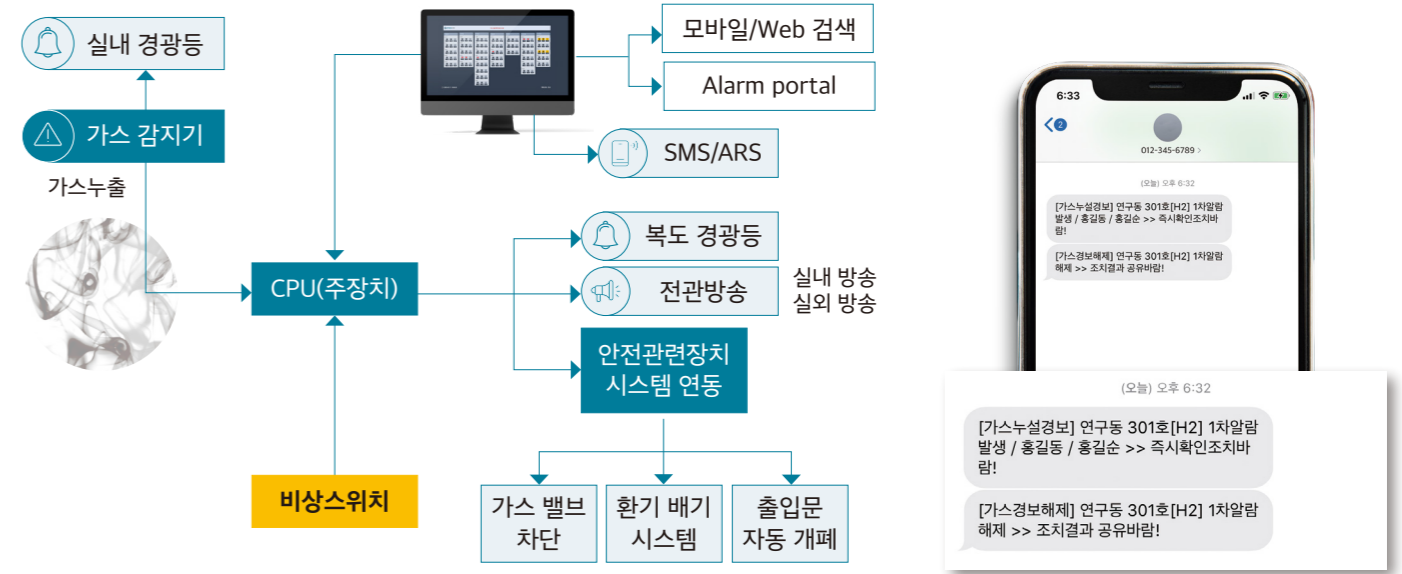 실내 경광등
가스 감지기
가스누출
모바일/Web 검색
Alarm portal
SMS/ARS
CPU(주장치)
복도 경광등
전관방송
실내 방송
실외 방송
안전관련장치
시스템 연동
비상스위치
가스 밸브
차단
환기 배기
시스템
출입문
자동 개폐
6:33
2
012-345-6789 >
(오늘) 오후 6:32
[가스누설경보] 연구동 301호[H2] 1차알람
발생 / 홍길동 / 홍길순 >> 즉시확인조치바
람!
[가스경보해제] 연구동 301호[H2] 1차알람
해제 >> 조치결과 공유바람!
(오늘) 오후 6:32
[가스누설경보] 연구동 301호[H2] 1차알람
발생 / 홍길동 / 홍길순 >> 즉시확인조치바
람!
[가스경보해제] 연구동 301호[H2] 1차알람
해제 >> 조치결과 공유바람!